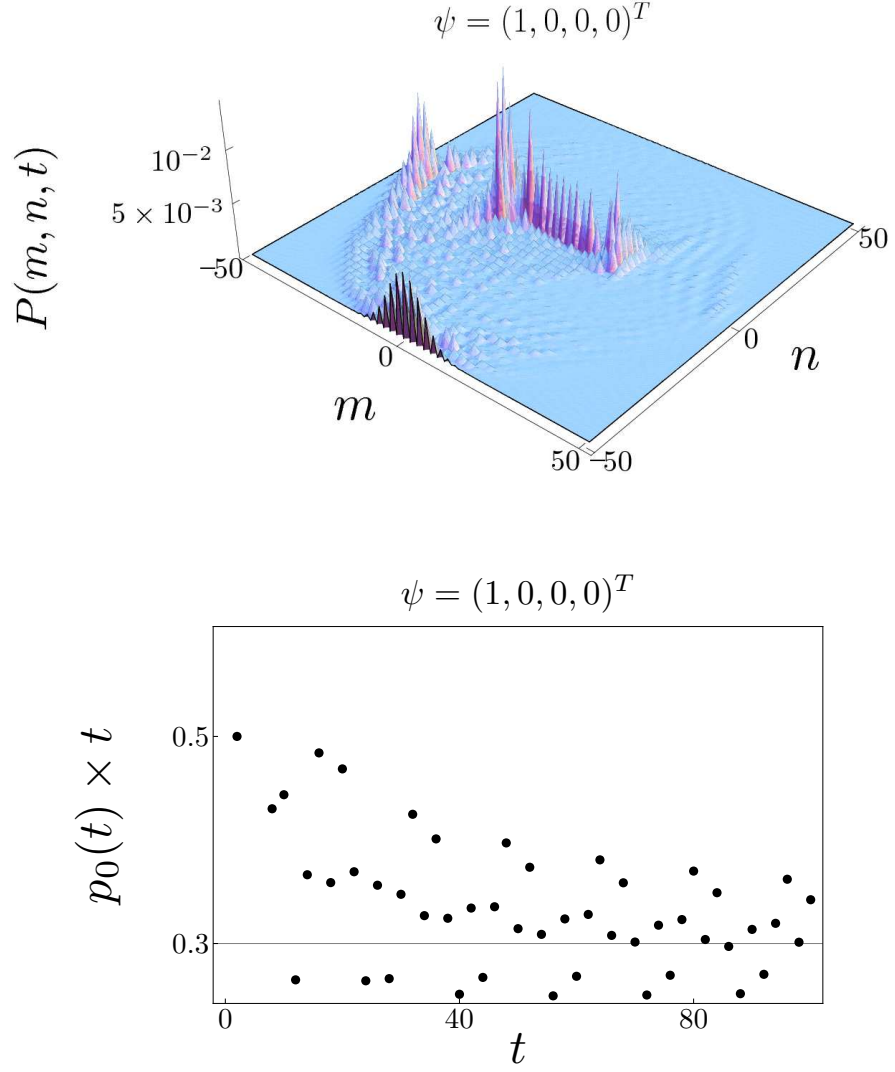 ψ = (1, 0, 0, 0)^T
P(m, n, t)
10^{−2}
5 × 10^{−3}
−50
0
m
50
−50
0
n
50
ψ = (1, 0, 0, 0)^T
p_0(t) × t
0.5
0.3
0 40 80
t